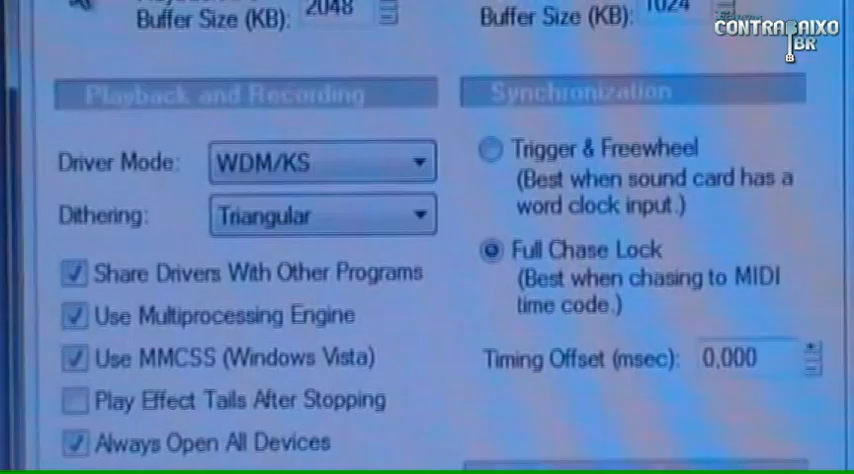 Buffer Size (KB): 2048
Buffer Size (KB): 1024
CONTRABAIXO
BR
Playback and Recording
Driver Mode: WDM/KS
Dithering: Triangular
Share Drivers With Other Programs
Use Multiprocessing Engine
Use MMCSS (Windows Vista)
Play Effect Tails After Stopping
Always Open All Devices
Synchronization
Trigger & Freewheel
(Best when sound card has a
word clock input.)
Full Chase Lock
(Best when chasing to MIDI
time code.)
Timing Offset (msec): 0,000